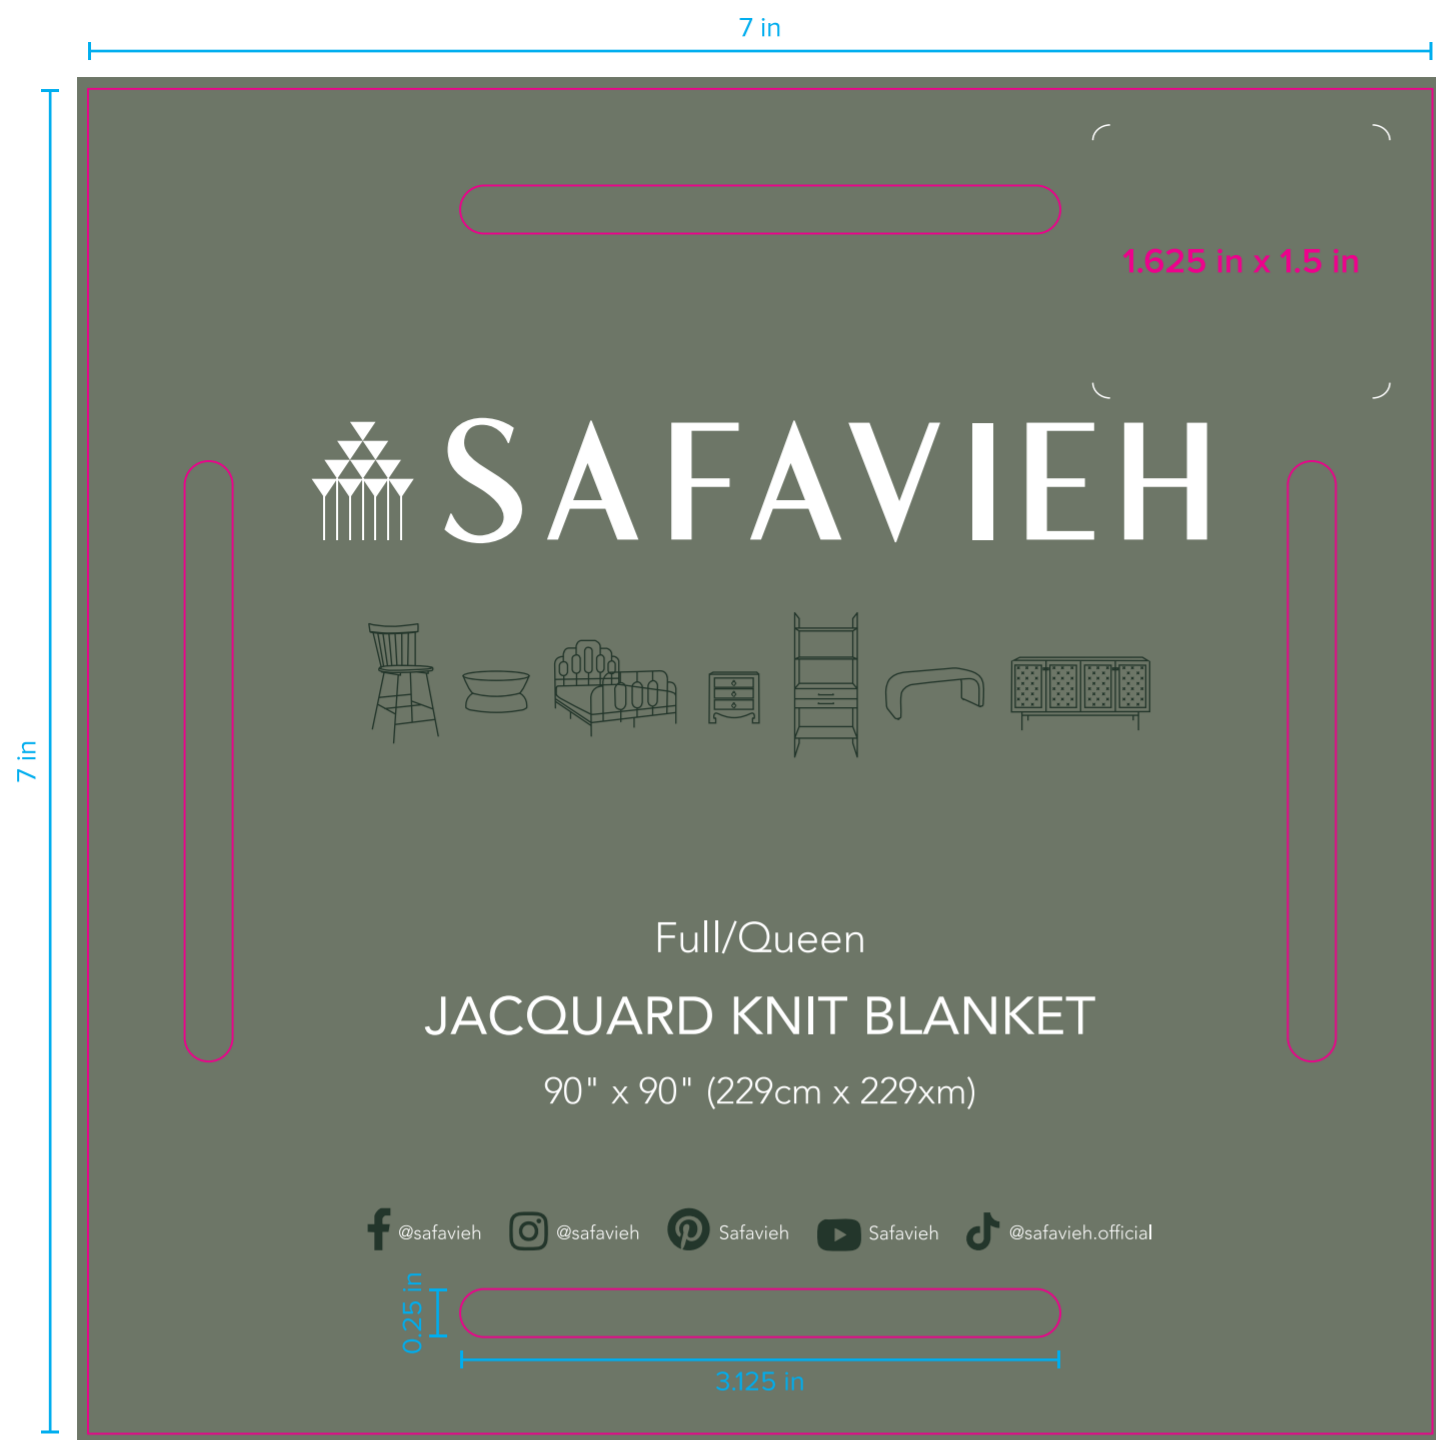 7 in
7 in
1.625 in x 1.5 in
SAFAVIEH
Full/Queen
JACQUARD KNIT BLANKET
90" x 90" (229cm x 229xm)
@safavieh @safavieh Safavieh Safavieh @safavieh.official
0.25 in
3.125 in